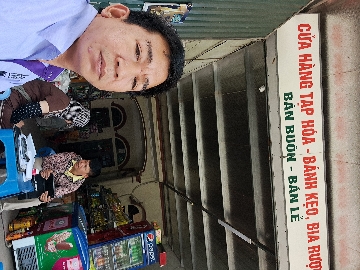 CỬA HÀNG TẠP HÓA - BÁNH KẸO, BIA RƯỢU
BÁN BUÔN - BÁN LẺ